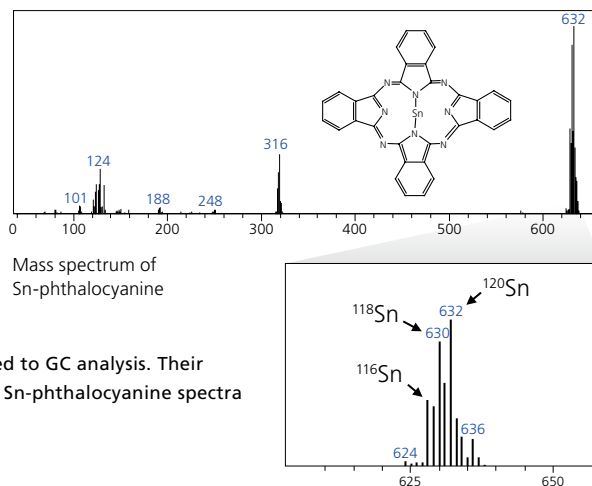 632
316
124
101
188
248
N
N
N
N
Sn
N
N
N
N
0 100 200 300 400 500 600
Mass spectrum of
Sn-phthalocyanine
ed to GC analysis. Their
Sn-phthalocyanine spectra
120Sn
118Sn
632
630
116Sn
636
624
625 650